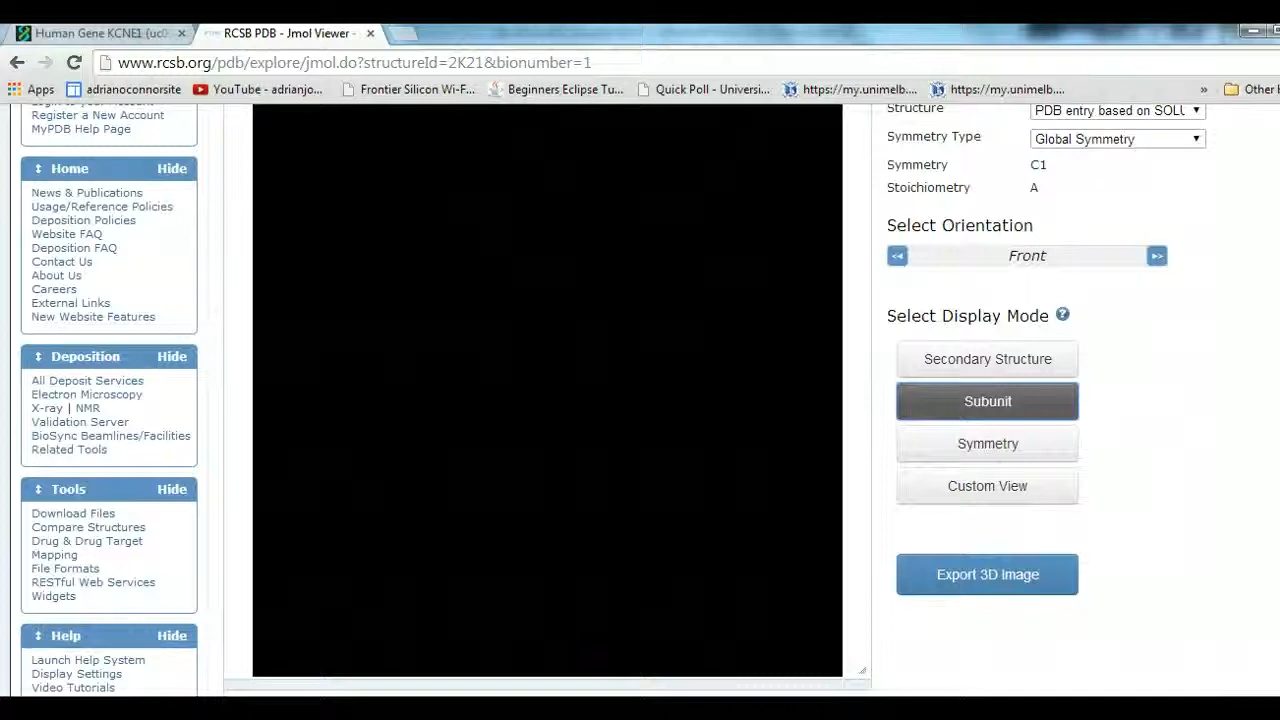 Human Gene KCNE1 (uc0
RCSB PDB - Jmol Viewer -
www.rcsb.org/pdb/explore/jmol.do?structureId=2K21&bionumber=1
Apps adrianoconnorsite YouTube - adrianjo... Frontier Silicon Wi-F... Beginners Eclipse Tu... Quick Poll - Universi... https://my.unimelb.... https://my.unimelb.... » Other b
Register a New Account
MyPDB Help Page
Home Hide
News & Publications
Usage/Reference Policies
Deposition Policies
Website FAQ
Deposition FAQ
Contact Us
About Us
Careers
External Links
New Website Features
Deposition Hide
All Deposit Services
Electron Microscopy
X-ray | NMR
Validation Server
BioSync Beamlines/Facilities
Related Tools
Tools Hide
Download Files
Compare Structures
Drug & Drug Target
Mapping
File Formats
RESTful Web Services
Widgets
Help Hide
Launch Help System
Display Settings
Video Tutorials
Structure PDB entry based on SOLU
Symmetry Type Global Symmetry
Symmetry C1
Stoichiometry A
Select Orientation
<< Front >>
Select Display Mode ?
Secondary Structure
Subunit
Symmetry
Custom View
Export 3D Image